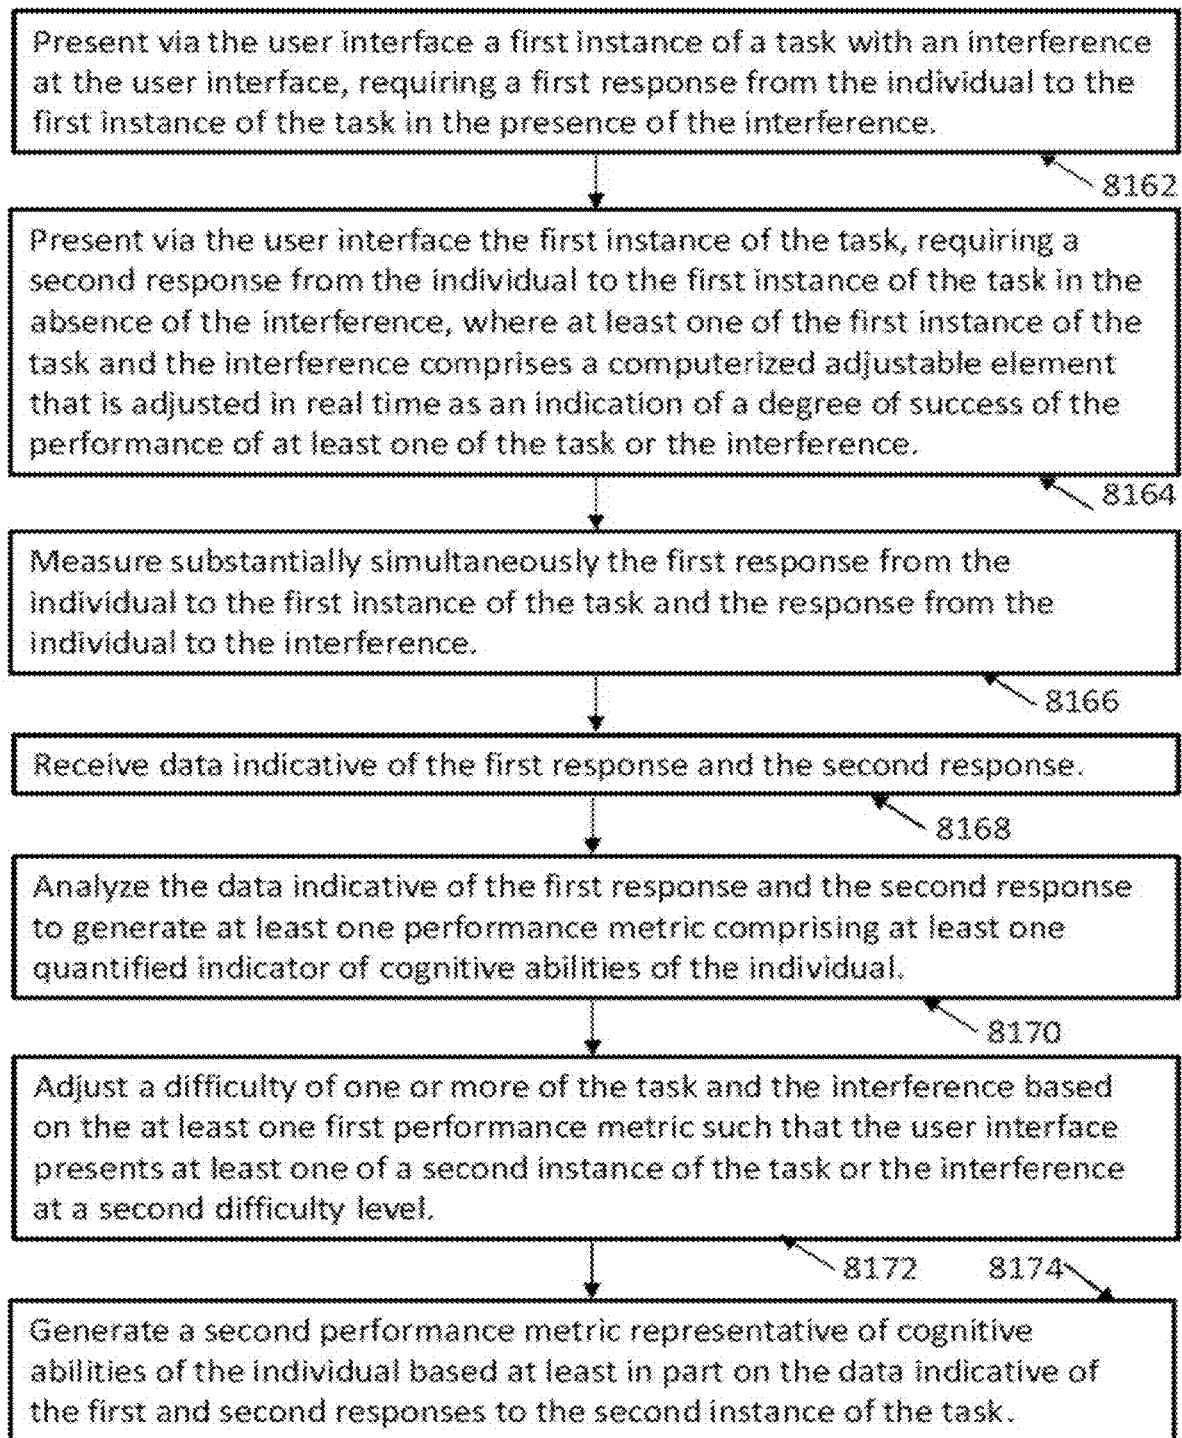 Present via the user interface a first instance of a task with an interference
at the user interface, requiring a first response from the individual to the
first instance of the task in the presence of the interference.
8162
Present via the user interface the first instance of the task, requiring a
second response from the individual to the first instance of the task in the
absence of the interference, where at least one of the first instance of the
task and the interference comprises a computerized adjustable element
that is adjusted in real time as an indication of a degree of success of the
performance of at least one of the task or the interference.
8164
Measure substantially simultaneously the first response from the
individual to the first instance of the task and the response from the
individual to the interference.
8166
Receive data indicative of the first response and the second response.
8168
Analyze the data indicative of the first response and the second response
to generate at least one performance metric comprising at least one
quantified indicator of cognitive abilities of the individual.
8170
Adjust a difficulty of one or more of the task and the interference based
on the at least one first performance metric such that the user interface
presents at least one of a second instance of the task or the interference
at a second difficulty level.
8172 8174
Generate a second performance metric representative of cognitive
abilities of the individual based at least in part on the data indicative of
the first and second responses to the second instance of the task.